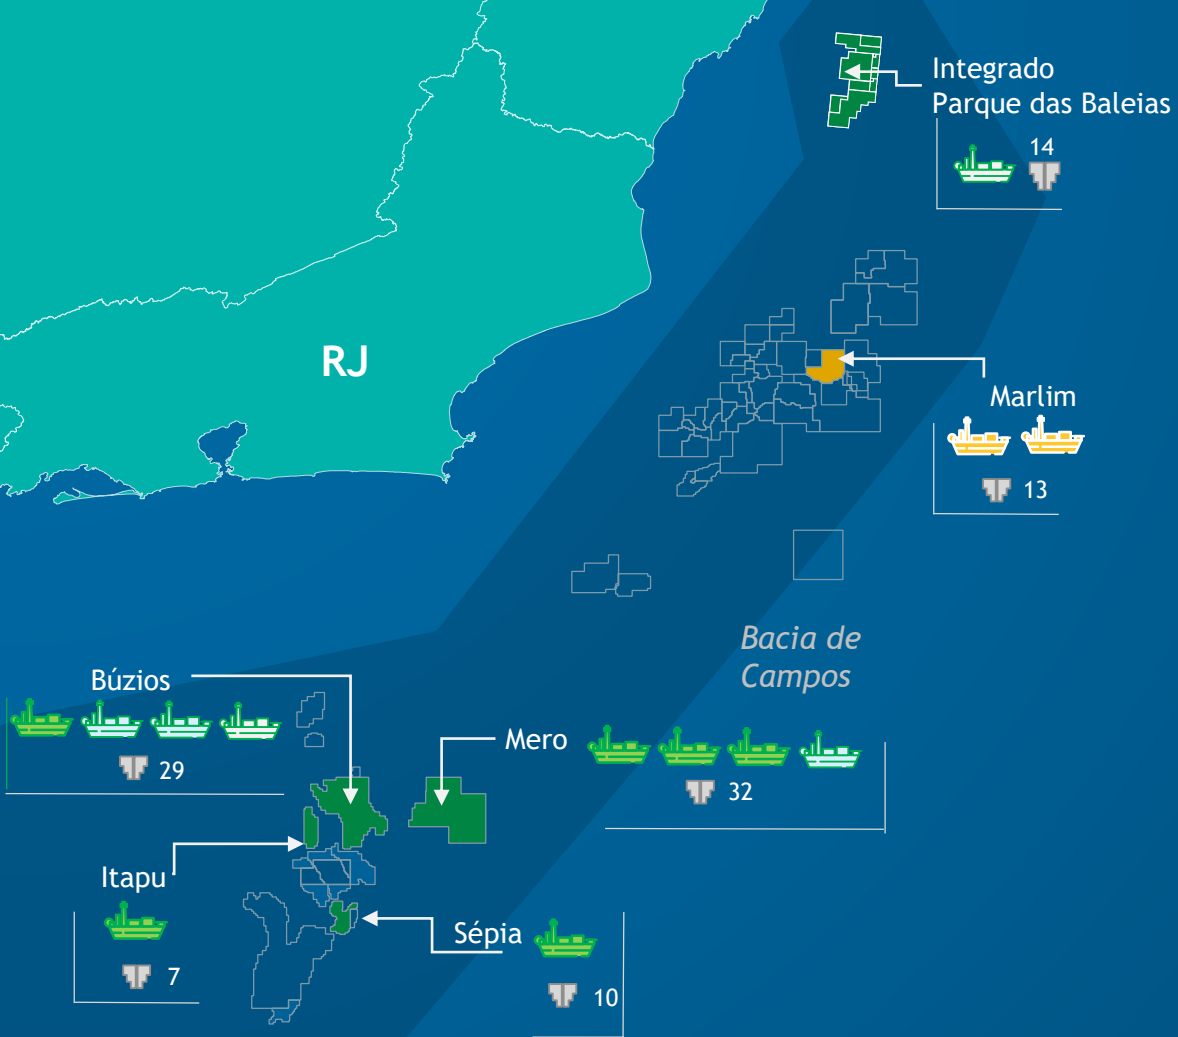 Integrado
Parque das Baleias
14
RJ
Marlim
13
Bacia de
Campos
Búzios
29
Mero
32
Itapu
7
Sépia
10